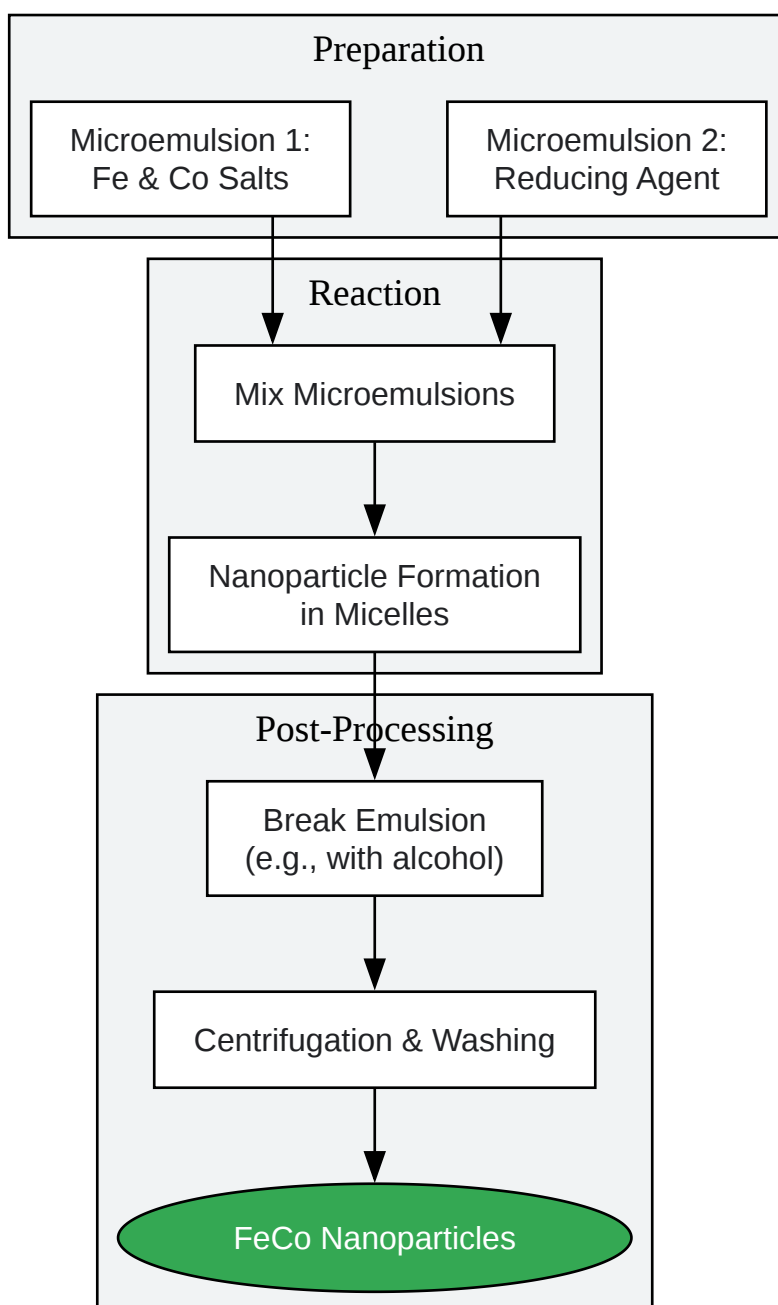 Preparation
Microemulsion 1:
Fe & Co Salts
Microemulsion 2:
Reducing Agent
Reaction
Mix Microemulsions
Nanoparticle Formation
in Micelles
Post-Processing
Break Emulsion
(e.g., with alcohol)
Centrifugation & Washing
FeCo Nanoparticles